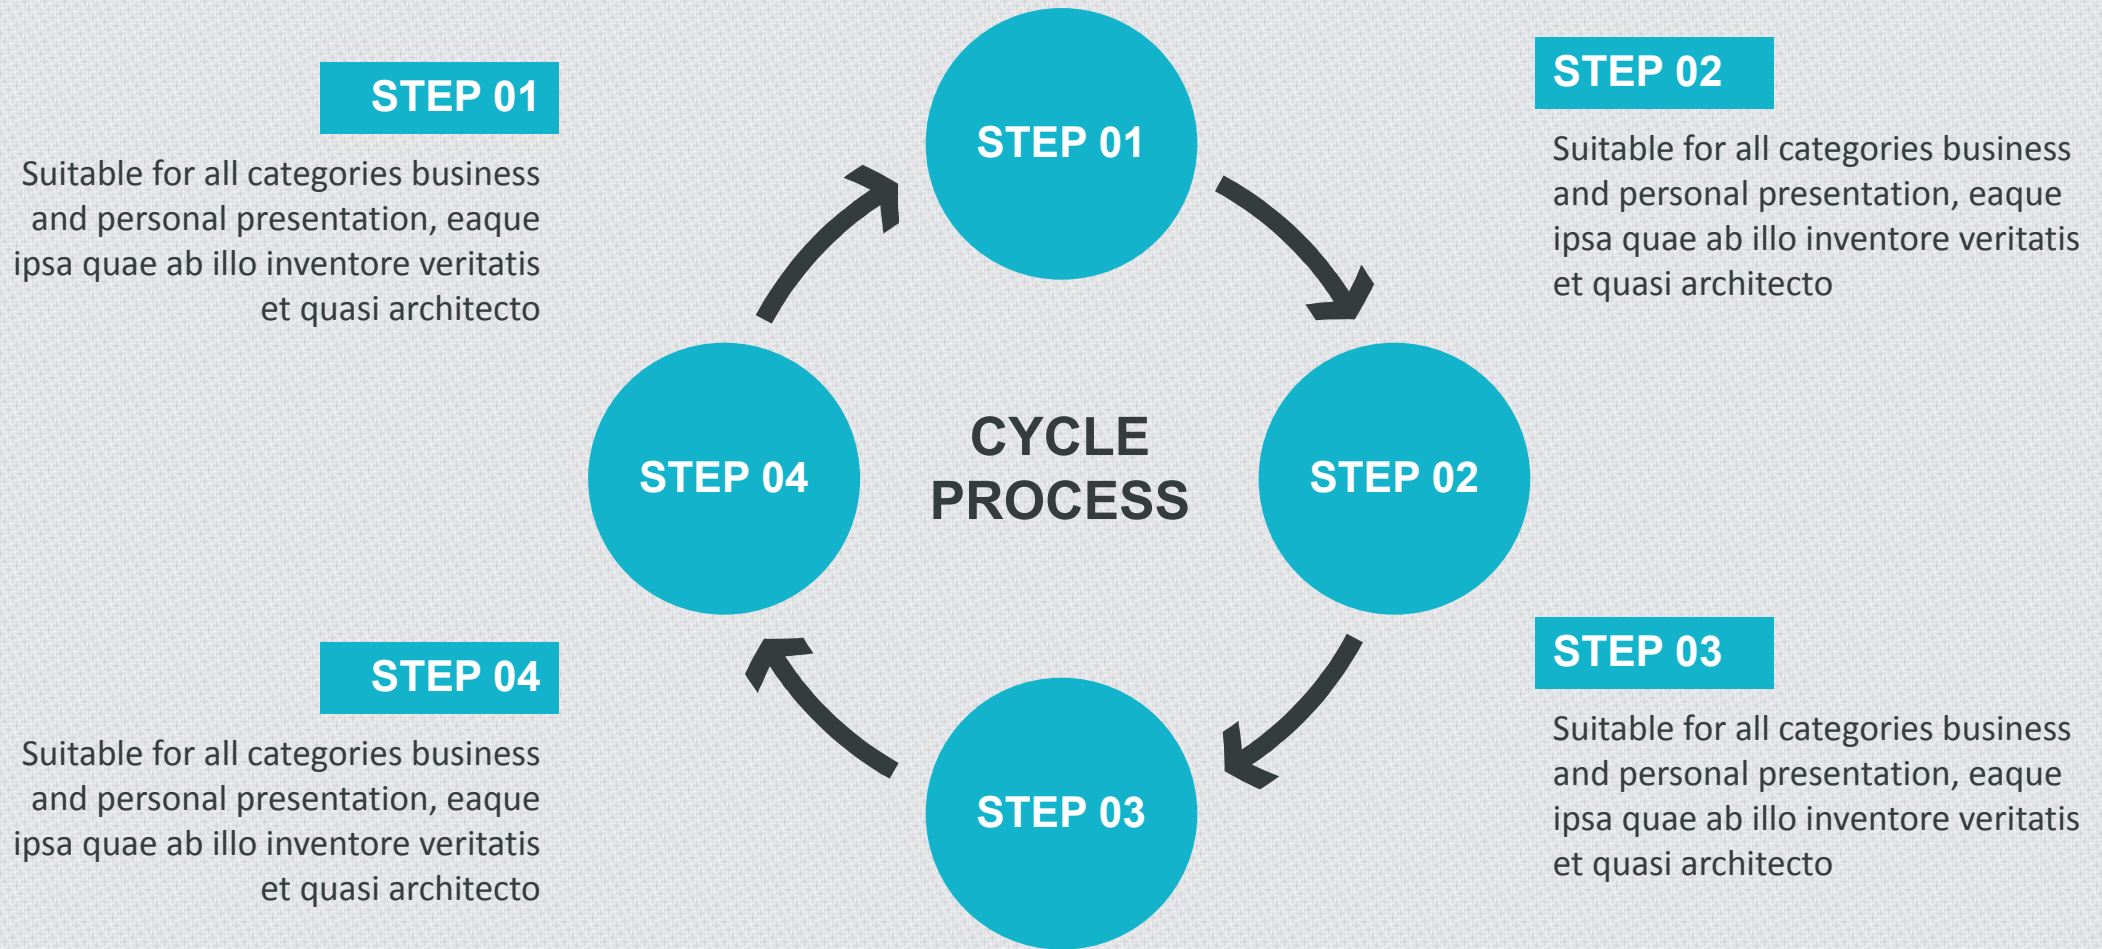 STEP 01
Suitable for all categories business
and personal presentation, eaque
ipsa quae ab illo inventore veritatis
et quasi architecto
STEP 01
STEP 02
Suitable for all categories business
and personal presentation, eaque
ipsa quae ab illo inventore veritatis
et quasi architecto
STEP 04
CYCLE
PROCESS
STEP 02
STEP 04
Suitable for all categories business
and personal presentation, eaque
ipsa quae ab illo inventore veritatis
et quasi architecto
STEP 03
STEP 03
Suitable for all categories business
and personal presentation, eaque
ipsa quae ab illo inventore veritatis
et quasi architecto